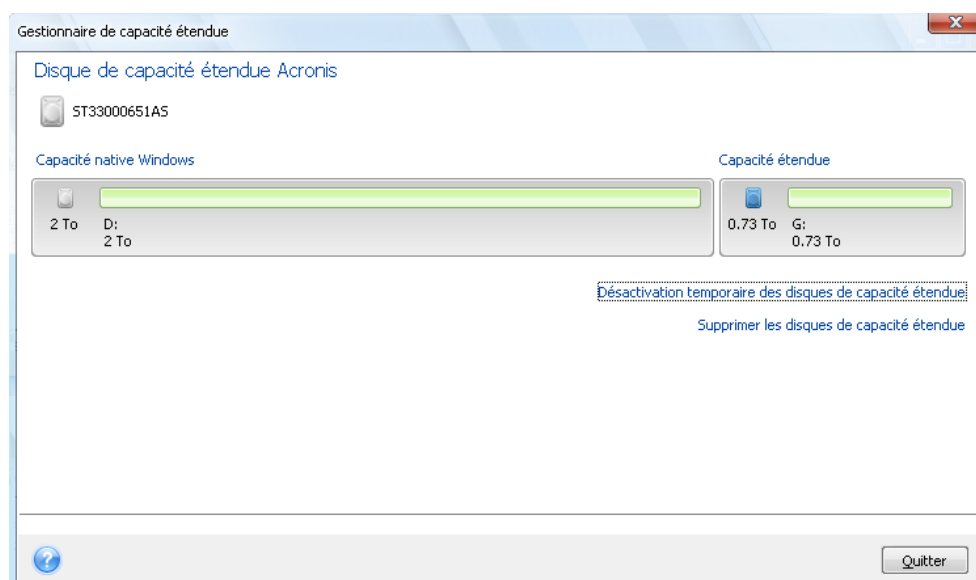 Gestionnaire de capacité étendue
Disque de capacité étendue Acronis
ST33000651AS
Capacité native Windows
Capacité étendue
2 To
D:
2 To
0.73 To
G:
0.73 To
Désactivation temporaire des disques de capacité étendue
Supprimer les disques de capacité étendue
Quitter